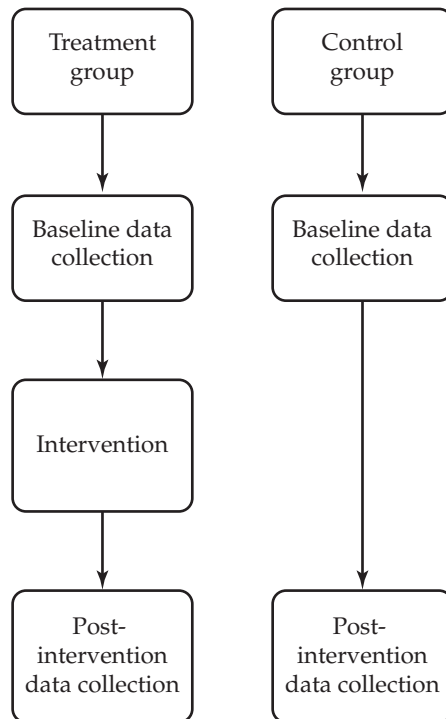 Treatment
group
Control
group
Baseline data
collection
Baseline data
collection
Intervention
Post-
intervention
data collection
Post-
intervention
data collection